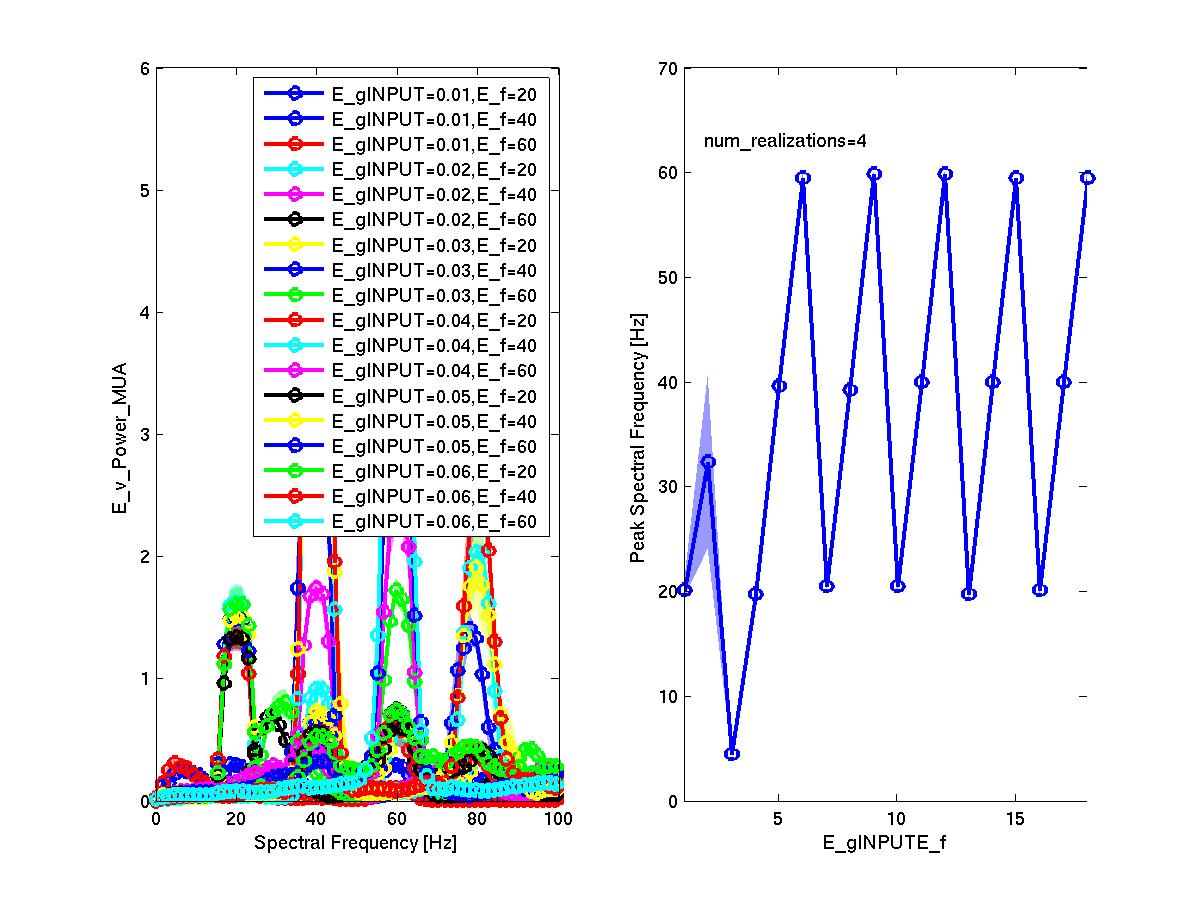 6
5
4
3
2
1
0
E_v_Power_MUA
E_gINPUT=0.01,E_f=20
E_gINPUT=0.01,E_f=40
E_gINPUT=0.01,E_f=60
E_gINPUT=0.02,E_f=20
E_gINPUT=0.02,E_f=40
E_gINPUT=0.02,E_f=60
E_gINPUT=0.03,E_f=20
E_gINPUT=0.03,E_f=40
E_gINPUT=0.03,E_f=60
E_gINPUT=0.04,E_f=20
E_gINPUT=0.04,E_f=40
E_gINPUT=0.04,E_f=60
E_gINPUT=0.05,E_f=20
E_gINPUT=0.05,E_f=40
E_gINPUT=0.05,E_f=60
E_gINPUT=0.06,E_f=20
E_gINPUT=0.06,E_f=40
E_gINPUT=0.06,E_f=60
0 20 40 60 80 100
Spectral Frequency [Hz]
70
60
50
40
30
20
10
0
Peak Spectral Frequency [Hz]
num_realizations=4
5 10 15
E_gINPUTE_f